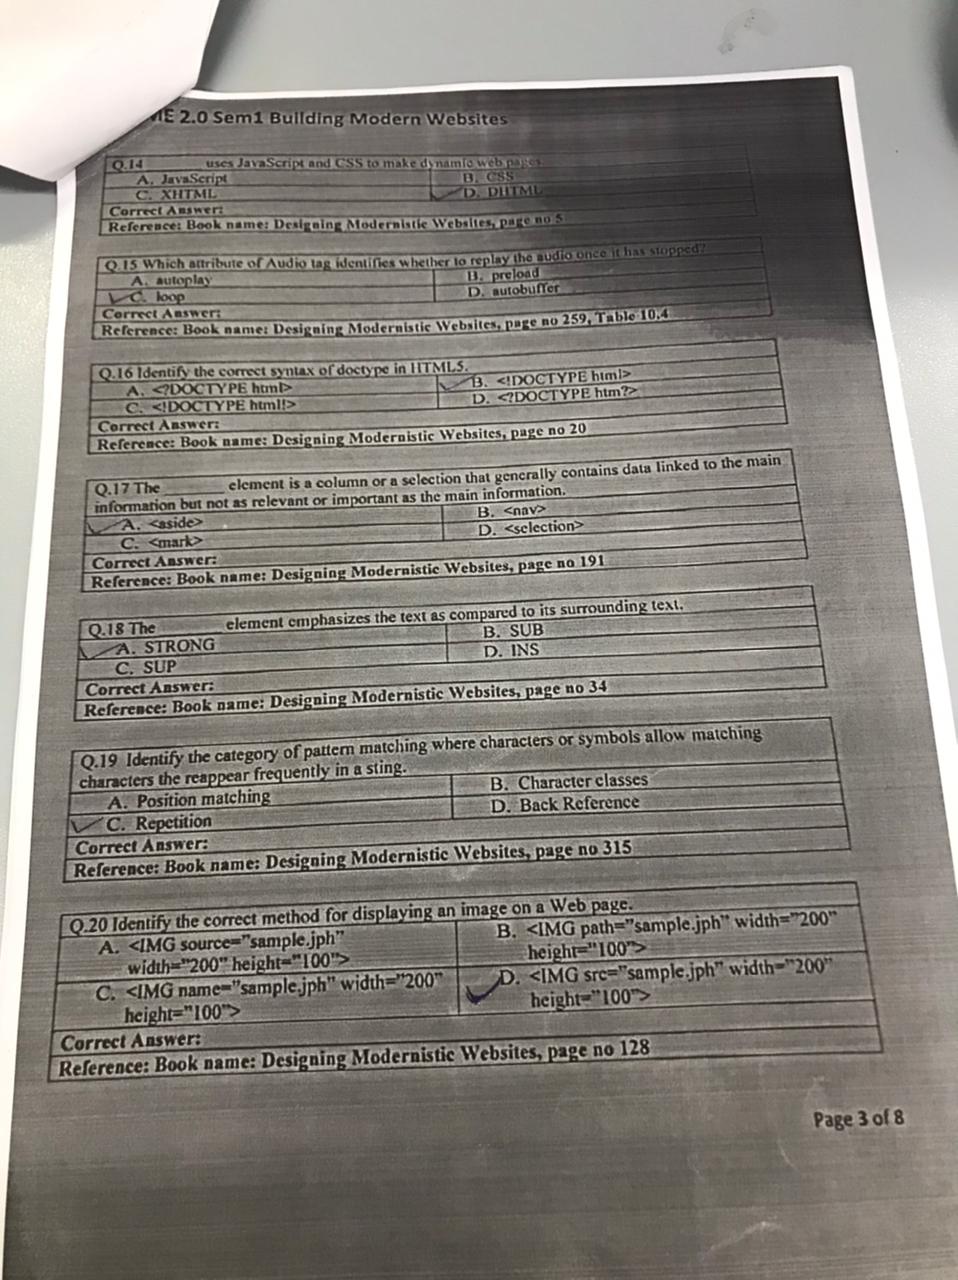 ME 2.0 Sem1 Building Modern Websites
Q.14 ______ uses JavaScript and CSS to make dynamic web pages.
A. JavaScript B. CSS
C. XHTML D. DHTML
Correct Answer:
Reference: Book name: Designing Modernistic Websites, page no 5
Q.15 Which attribute of Audio tag identifies whether to replay the audio once it has stopped?
A. autoplay B. preload
C. loop D. autobuffer
Correct Answer:
Reference: Book name: Designing Modernistic Websites, page no 259, Table 10.4
Q.16 Identify the correct syntax of doctype in HTML5.
A. <?DOCTYPE html> B. <!DOCTYPE html>
C. <!DOCTYPE html!> D. <?DOCTYPE htm?>
Correct Answer:
Reference: Book name: Designing Modernistic Websites, page no 20
Q.17 The ______ element is a column or a selection that generally contains data linked to the main
information but not as relevant or important as the main information.
A. <aside> B. <nav>
C. <mark> D. <selection>
Correct Answer:
Reference: Book name: Designing Modernistic Websites, page no 191
Q.18 The ______ element emphasizes the text as compared to its surrounding text.
A. STRONG B. SUB
C. SUP D. INS
Correct Answer:
Reference: Book name: Designing Modernistic Websites, page no 34
Q.19 Identify the category of pattern matching where characters or symbols allow matching
characters the reappear frequently in a sting.
A. Position matching B. Character classes
C. Repetition D. Back Reference
Correct Answer:
Reference: Book name: Designing Modernistic Websites, page no 315
Q.20 Identify the correct method for displaying an image on a Web page.
A. <IMG source="sample.jph" B. <IMG path="sample.jph" width="200"
width="200" height="100"> height="100">
C. <IMG name="sample.jph" width="200" D. <IMG src="sample.jph" width="200"
height="100"> height="100">
Correct Answer:
Reference: Book name: Designing Modernistic Websites, page no 128
Page 3 of 8